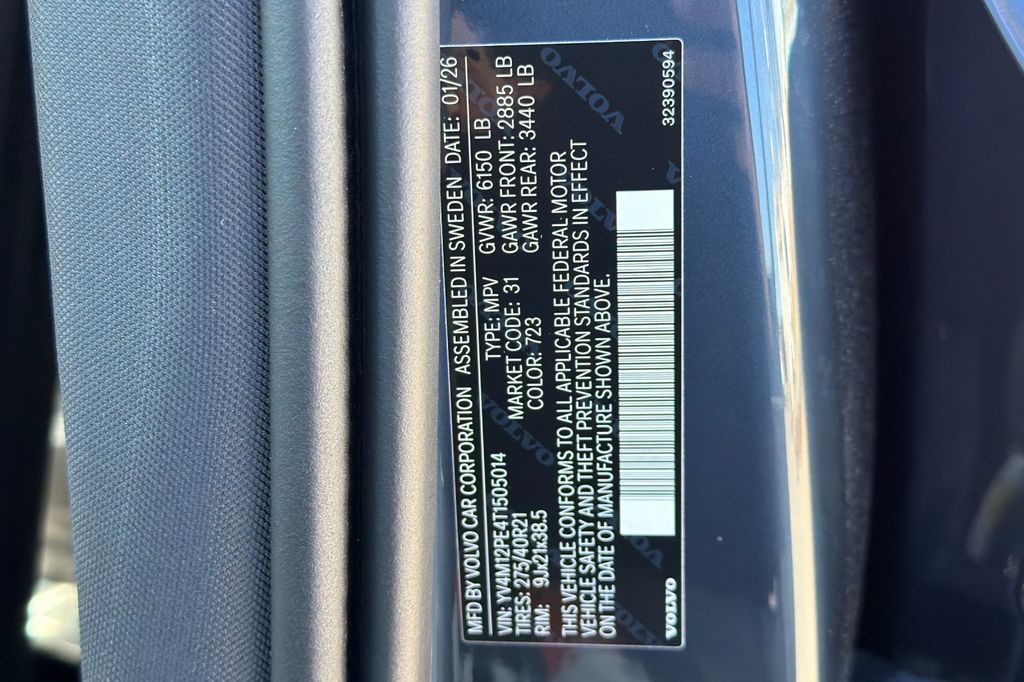 MFD BY VOLVO CAR CORPORATION ASSEMBLED IN SWEDEN DATE: 01/26
VIN: YV4M12PE4T1505014 TYPE: MPV GVWR: 6150 LB
TIRES: 275/40R21 MARKET CODE: 31 GAWR FRONT: 2885 LB
RIM: 9Jx21x38.5 COLOR: 723 GAWR REAR: 3440 LB
THIS VEHICLE CONFORMS TO ALL APPLICABLE FEDERAL MOTOR
VEHICLE SAFETY AND THEFT PREVENTION STANDARDS IN EFFECT
ON THE DATE OF MANUFACTURE SHOWN ABOVE.
VOLVO 32390594